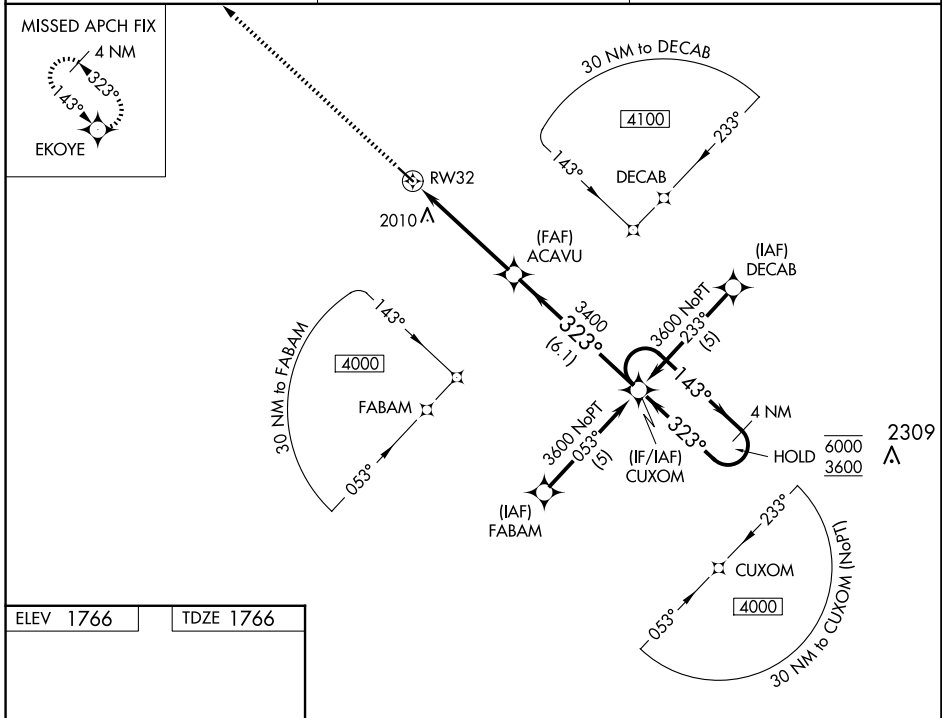 MISSED APCH FIX
4 NM
323°
143°
EKOYE
30 NM to DECAB
4100
143°
233°
DECAB
RW32
2010
(FAF)
ACAVU
(IAF)
DECAB
3400
323°
(6.1)
3600 NoPT
233°
(5)
30 NM to FABAM
143°
4000
FABAM
053°
143°
4 NM
323°
HOLD
6000
3600
2309
(IF/IAF)
CUXOM
3600 NoPT
053°
(5)
(IAF)
FABAM
233°
CUXOM
4000
053°
30 NM to CUXOM (NoPT)
ELEV 1766
TDZE 1766